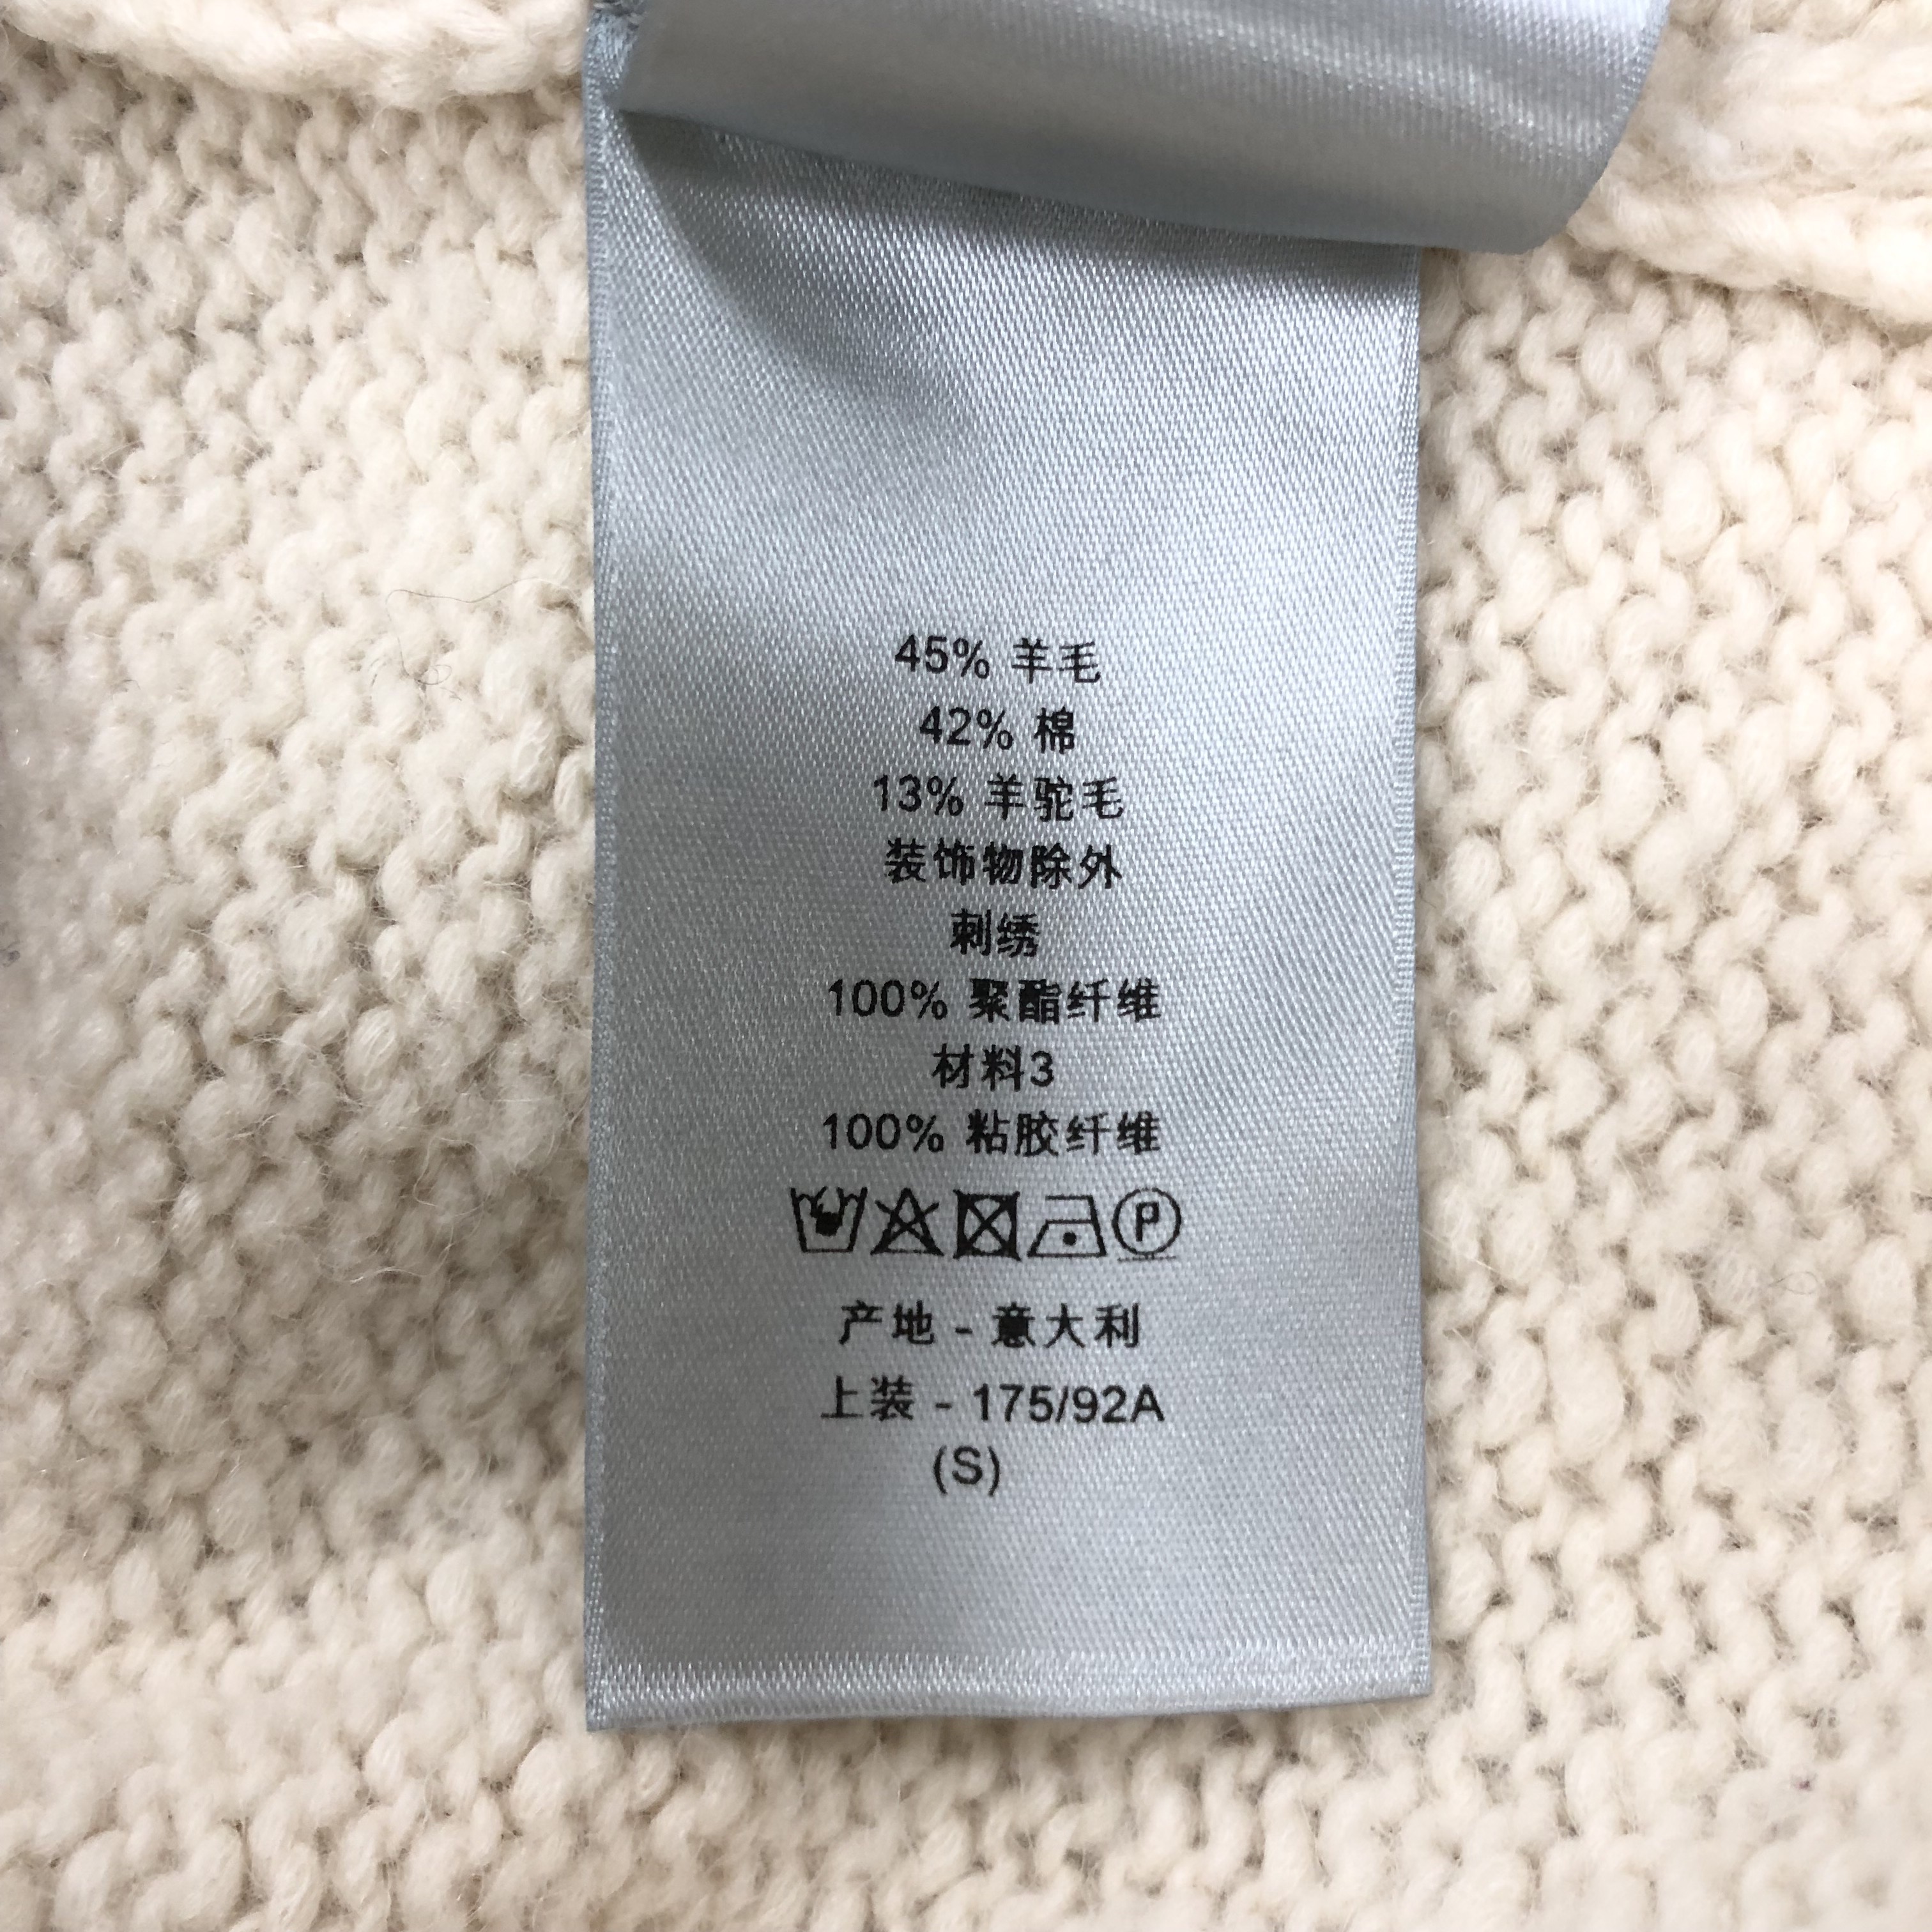 45% 羊毛
42% 棉
13% 羊驼毛
装饰物除外
刺绣
100% 聚酯纤维
材料3
100% 粘胶纤维
P
产地 - 意大利
上装 - 175/92A
(S)